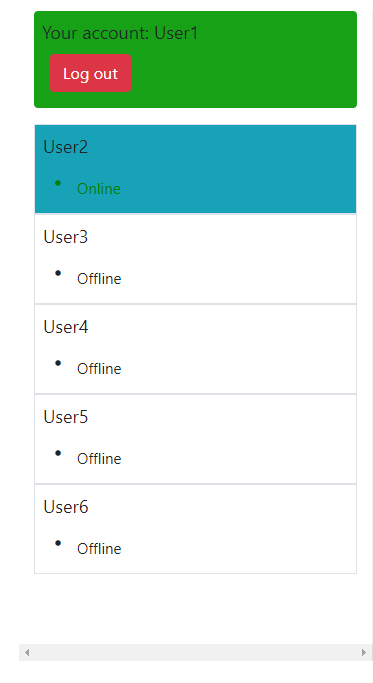 Your account: User1
Log out
User2
• Online
User3
• Offline
User4
• Offline
User5
• Offline
User6
• Offline